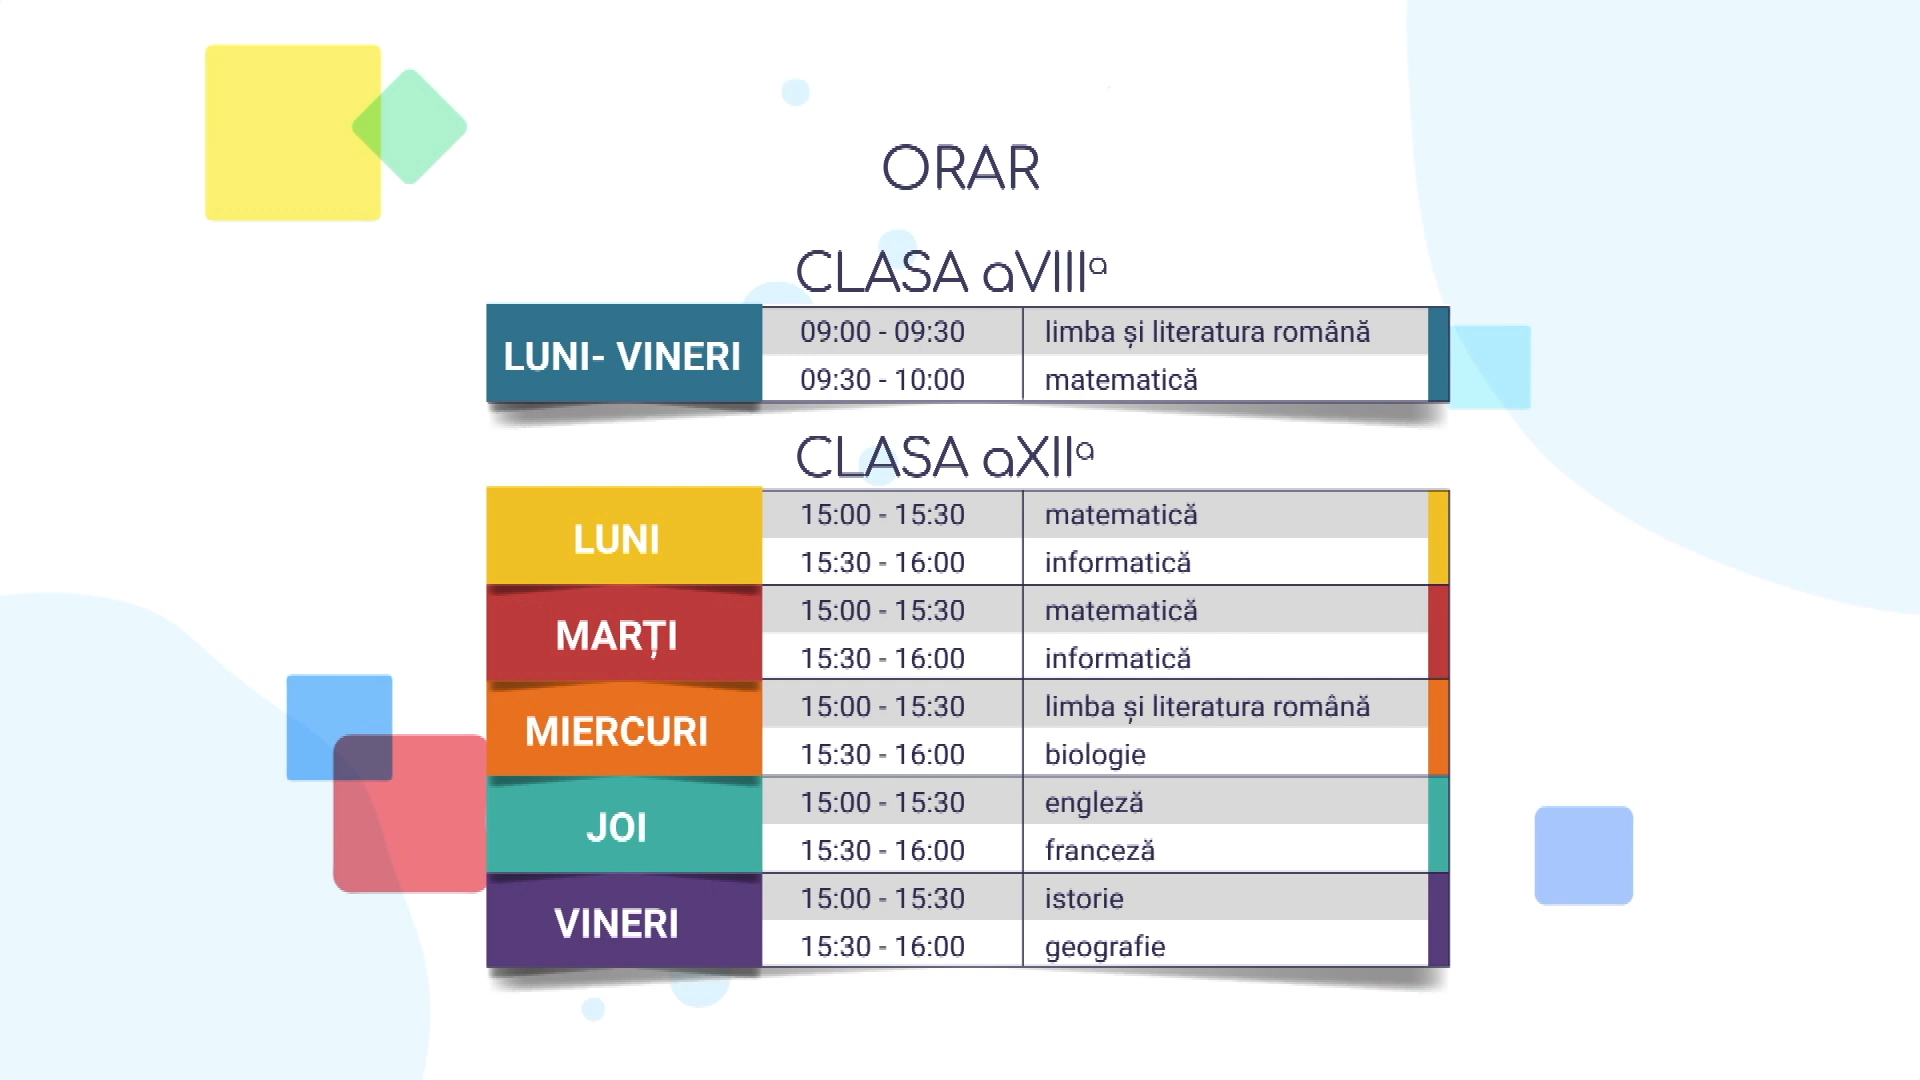 ORAR
CLASA aVIIIª
LUNI- VINERI
09:00 - 09:30 limba și literatura română
09:30 - 10:00 matematică
CLASA aXIIª
LUNI
15:00 - 15:30 matematică
15:30 - 16:00 informatică
MARȚI
15:00 - 15:30 matematică
15:30 - 16:00 informatică
MIERCURI
15:00 - 15:30 limba și literatura română
15:30 - 16:00 biologie
JOI
15:00 - 15:30 engleză
15:30 - 16:00 franceză
VINERI
15:00 - 15:30 istorie
15:30 - 16:00 geografie